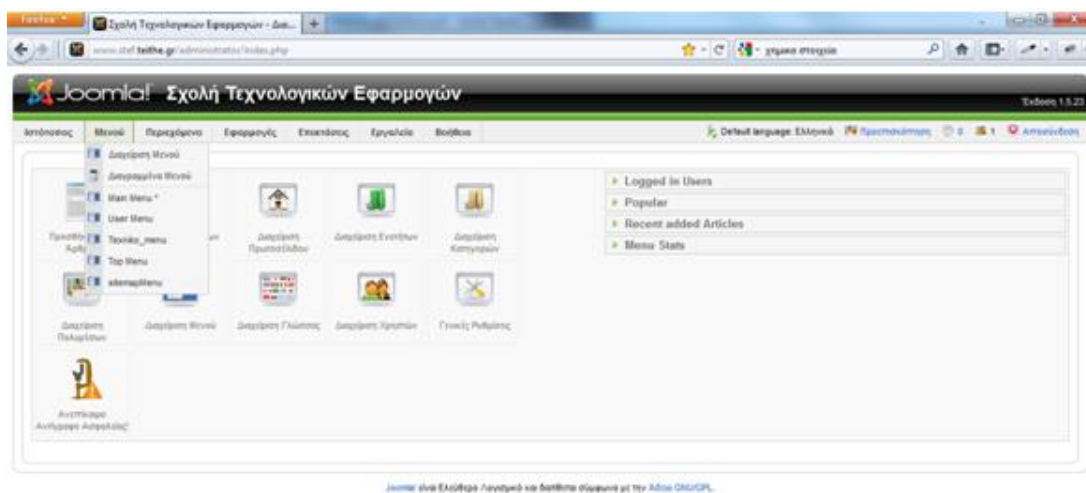 Firefox
Σχολή Τεχνολογικών Εφαρμογών - Δια...
www.stef.teithe.gr/administrator/index.php
χημικα στοιχεία
Joomla! Σχολή Τεχνολογικών Εφαρμογών
Έκδοση 1.5.23
Ιστότοπος Μενού Περιεχόμενο Εφαρμογές Επεκτάσεις Εργαλεία Βοήθεια
Default language: Ελληνικά Προεπισκόπηση 0 1 Αποσύνδεση
Διαχείριση Μενού
Διαγραμμένα Μενού
Main Menu *
User Menu
Texniko_menu
Top Menu
sitemapMenu
Διαχείριση Πρωτοσέλιδου
Διαχείριση Ενοτήτων
Διαχείριση Κατηγοριών
Logged in Users
Popular
Recent added Articles
Menu Stats
Διαχείριση Πολυμέσων
Διαχείριση Μενού
Διαχείριση Γλώσσας
Διαχείριση Χρηστών
Γενικές Ρυθμίσεις
Αντίγραφο Ασφαλείας!
Joomla! είναι Ελεύθερο Λογισμικό και διατίθεται σύμφωνα με την Άδεια GNU/GPL.